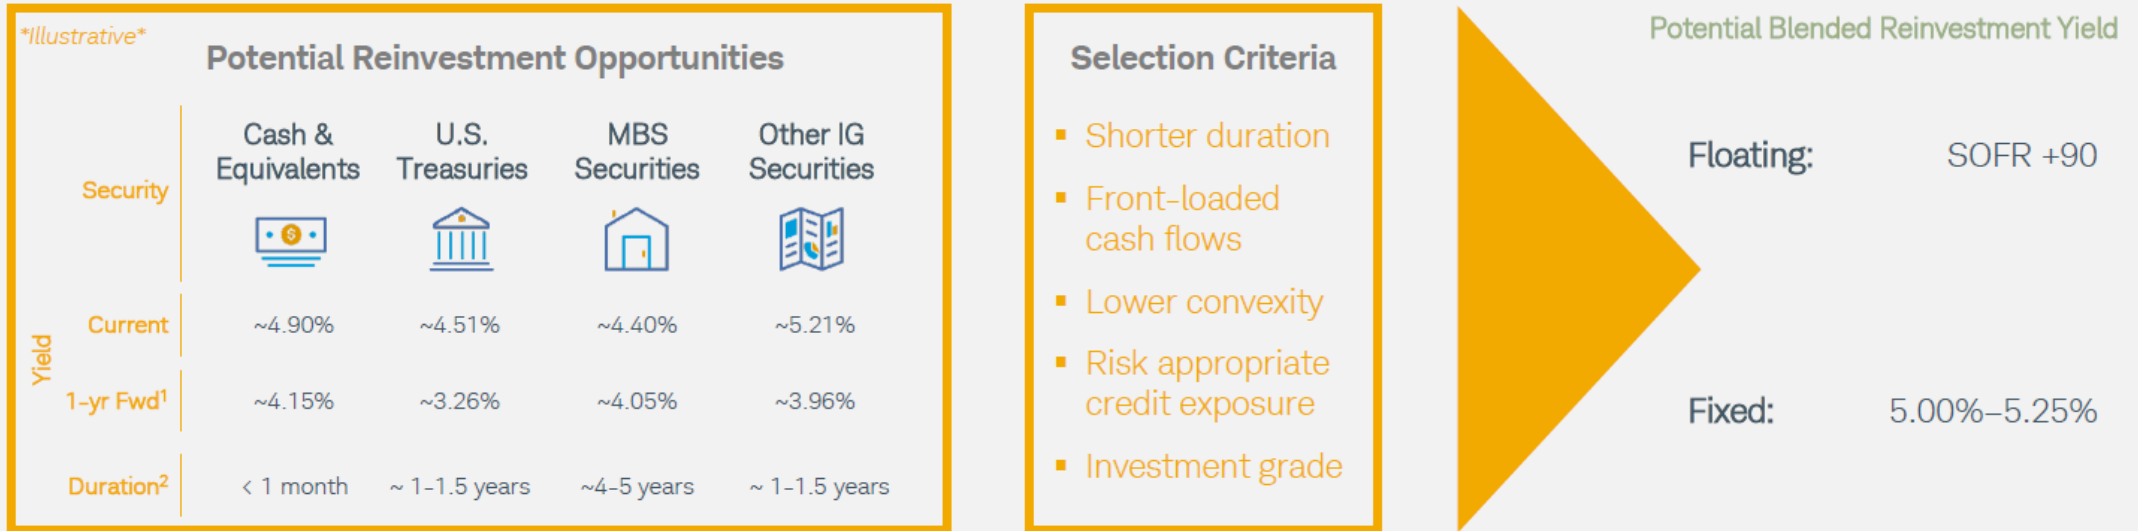 *Illustrative*
Potential Reinvestment Opportunities
Security
Cash &
Equivalents
U.S.
Treasuries
MBS
Securities
Other IG
Securities
Yield
Current
~4.90%
~4.51%
~4.40%
~5.21%
1-yr Fwd¹
~4.15%
~3.26%
~4.05%
~3.96%
Duration²
< 1 month
~ 1-1.5 years
~4-5 years
~ 1-1.5 years
Selection Criteria
▪ Shorter duration
▪ Front-loaded
cash flows
▪ Lower convexity
▪ Risk appropriate
credit exposure
▪ Investment grade
Potential Blended Reinvestment Yield
Floating: SOFR +90
Fixed: 5.00%–5.25%